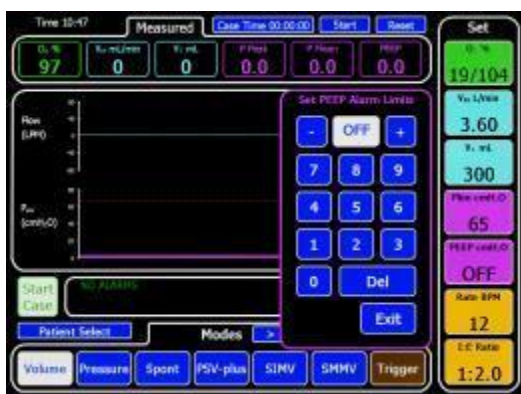 Time 10:47
Measured
Case Time 00:00:00
Start
Reset
Set
O₂ %
97
V̇ₘ mL/min
0
Vₜ mL
0
P Peak
0.0
P Mean
0.0
PEEP
0.0
O₂ %
19/104
L/min
3.60
Vₜ mL
300
Plim cmH₂O
65
PEEP cmH₂O
OFF
Rate BPM
12
I:E Ratio
1:2.0
Flow
(LPM)
(cmH₂O)
Set PEEP Alarm Limits
- OFF +
7 8 9
4 5 6
1 2 3
0 Del
Exit
Start
Case
NO ALARMS
Patient Select
Modes
>
Volume
Pressure
Spont
PSV-plus
SIMV
SMMV
Trigger